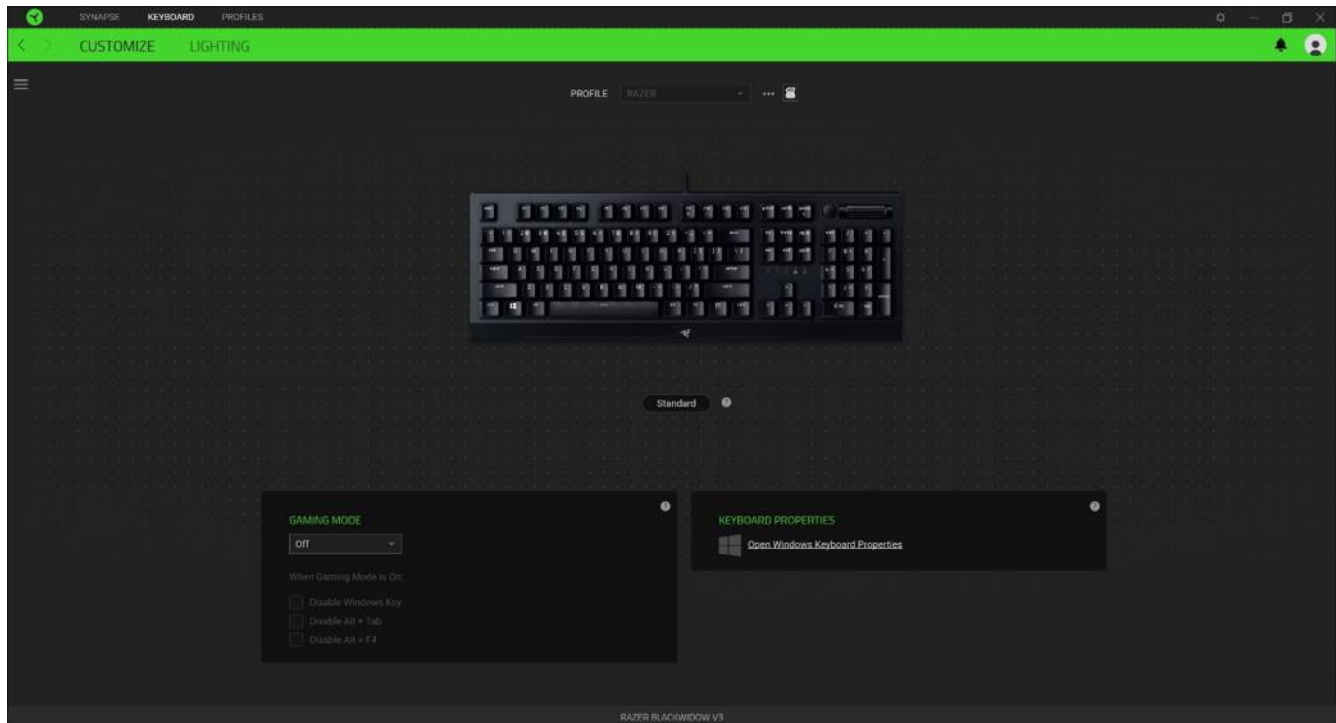 SYNAPSE KEYBOARD PROFILES
CUSTOMIZE LIGHTING
PROFILE RAZER
Standard
GAMING MODE
Off
When Gaming Mode Is On:
Disable Windows Key
Disable Alt + Tab
Disable Alt + F4
KEYBOARD PROPERTIES
Open Windows Keyboard Properties
RAZER BLACKWIDOW V3